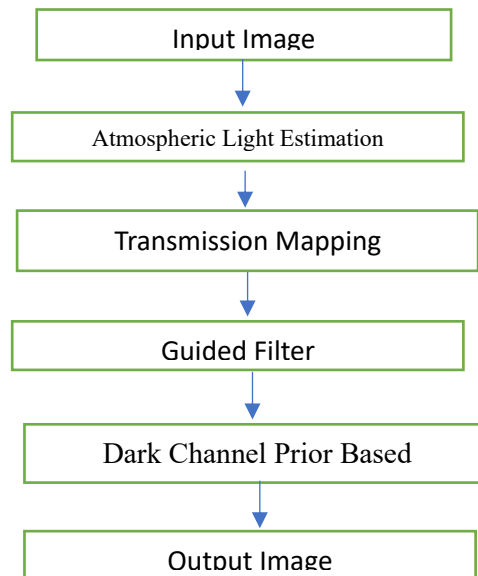 Input Image
Atmospheric Light Estimation
Transmission Mapping
Guided Filter
Dark Channel Prior Based
Output Image